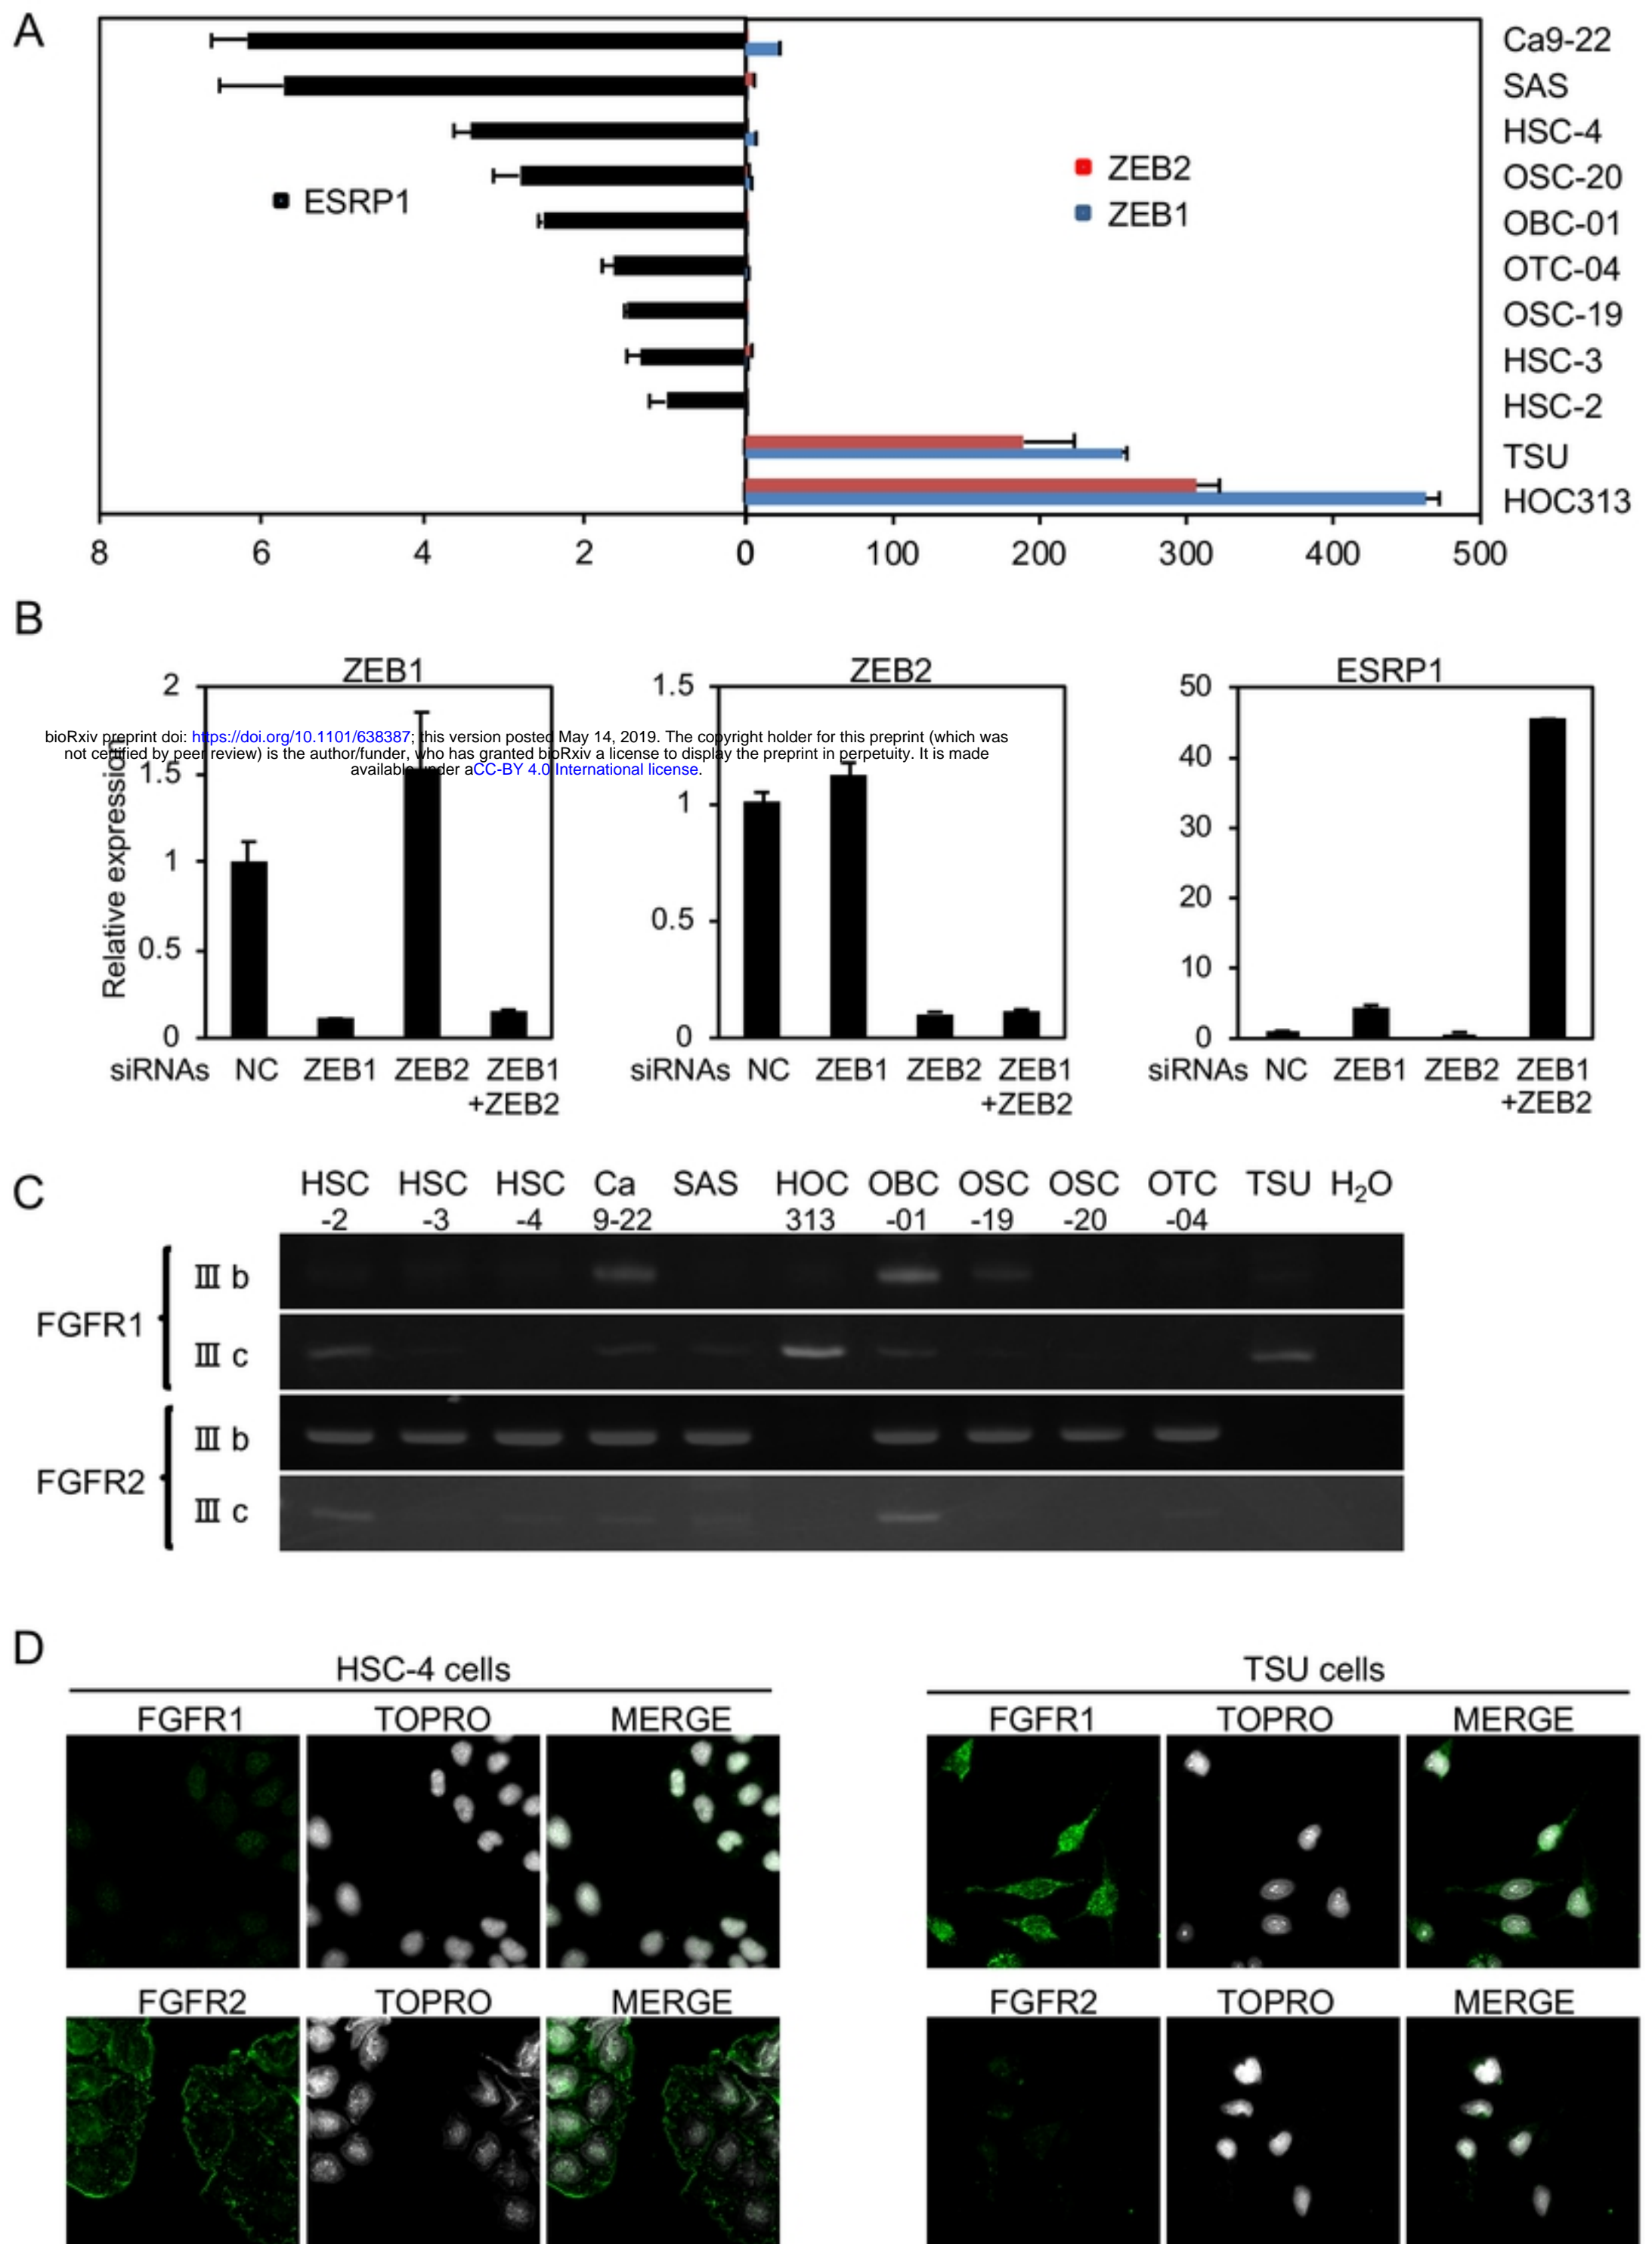 A
Ca9-22
SAS
HSC-4
OSC-20
OBC-01
OTC-04
OSC-19
HSC-3
HSC-2
TSU
HOC313
ESRP1
ZEB2
ZEB1
8 6 4 2 0 100 200 300 400 500
B
ZEB1 ZEB2 ESRP1
2
1.5
1
0.5
0
Relative expression
1.5
1
0.5
0
50
40
30
20
10
0
bioRxiv preprint doi: https://doi.org/10.1101/638387; this version posted May 14, 2019. The copyright holder for this preprint (which was
not certified by peer review) is the author/funder, who has granted bioRxiv a license to display the preprint in perpetuity. It is made
available under aCC-BY 4.0 International license.
siRNAs NC ZEB1 ZEB2 ZEB1
+ZEB2
siRNAs NC ZEB1 ZEB2 ZEB1
+ZEB2
siRNAs NC ZEB1 ZEB2 ZEB1
+ZEB2
C
HSC HSC HSC Ca SAS HOC OBC OSC OSC OTC TSU H₂O
-2 -3 -4 9-22 313 -01 -19 -20 -04
FGFR1
Ⅲ b
Ⅲ c
FGFR2
Ⅲ b
Ⅲ c
D
HSC-4 cells TSU cells
FGFR1 TOPRO MERGE FGFR1 TOPRO MERGE
FGFR2 TOPRO MERGE FGFR2 TOPRO MERGE